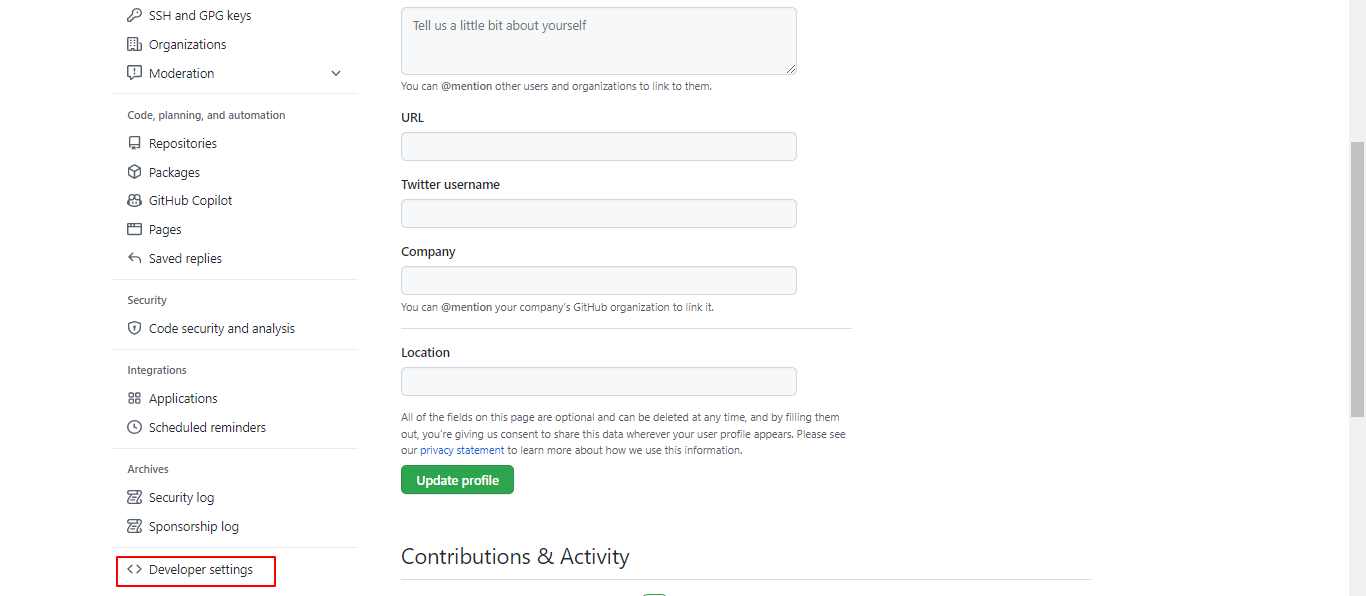 SSH and GPG keys
Organizations
Moderation
Code, planning, and automation
Repositories
Packages
GitHub Copilot
Pages
Saved replies
Security
Code security and analysis
Integrations
Applications
Scheduled reminders
Archives
Security log
Sponsorship log
Developer settings
Tell us a little bit about yourself
You can @mention other users and organizations to link to them.
URL
Twitter username
Company
You can @mention your company's GitHub organization to link it.
Location
All of the fields on this page are optional and can be deleted at any time, and by filling them
out, you're giving us consent to share this data wherever your user profile appears. Please see
our privacy statement to learn more about how we use this information.
Update profile
Contributions & Activity